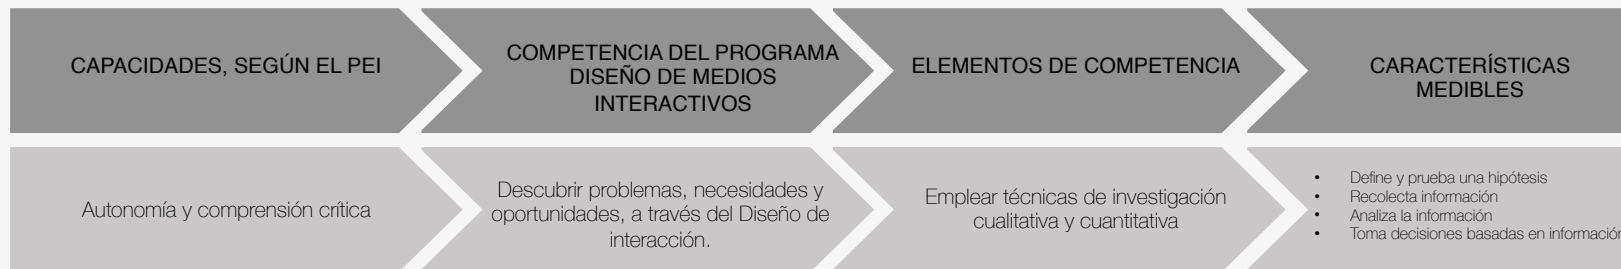 CAPACIDADES, SEGÚN EL PEI
COMPETENCIA DEL PROGRAMA
DISEÑO DE MEDIOS
INTERACTIVOS
ELEMENTOS DE COMPETENCIA
CARACTERÍSTICAS
MEDIBLES
Autonomía y comprensión crítica
Descubrir problemas, necesidades y
oportunidades, a través del Diseño de
interacción.
Emplear técnicas de investigación
cualitativa y cuantitativa
• Define y prueba una hipótesis
• Recolecta información
• Analiza la información
• Toma decisiones basadas en información